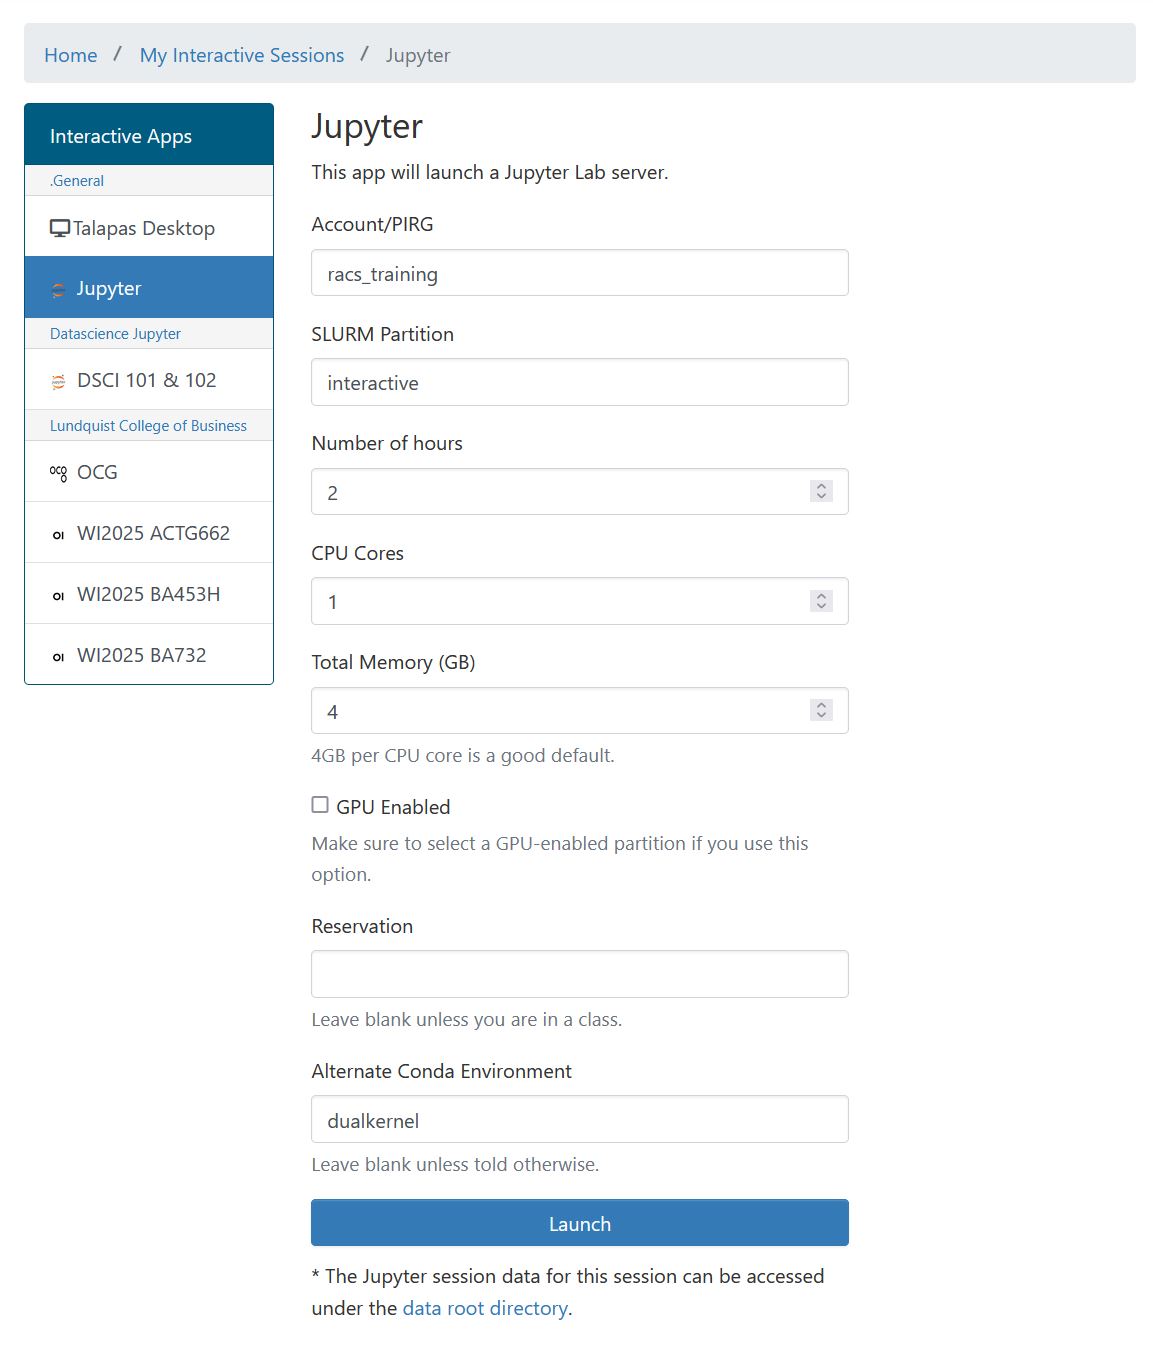 Home / My Interactive Sessions / Jupyter
Interactive Apps
.General
Talapas Desktop
Jupyter
Datascience Jupyter
DSCI 101 & 102
Lundquist College of Business
OCG
WI2025 ACTG662
WI2025 BA453H
WI2025 BA732
Jupyter
This app will launch a Jupyter Lab server.
Account/PIRG
racs_training
SLURM Partition
interactive
Number of hours
2
CPU Cores
1
Total Memory (GB)
4
4GB per CPU core is a good default.
GPU Enabled
Make sure to select a GPU-enabled partition if you use this
option.
Reservation
Leave blank unless you are in a class.
Alternate Conda Environment
dualkernel
Leave blank unless told otherwise.
Launch
* The Jupyter session data for this session can be accessed
under the data root directory.